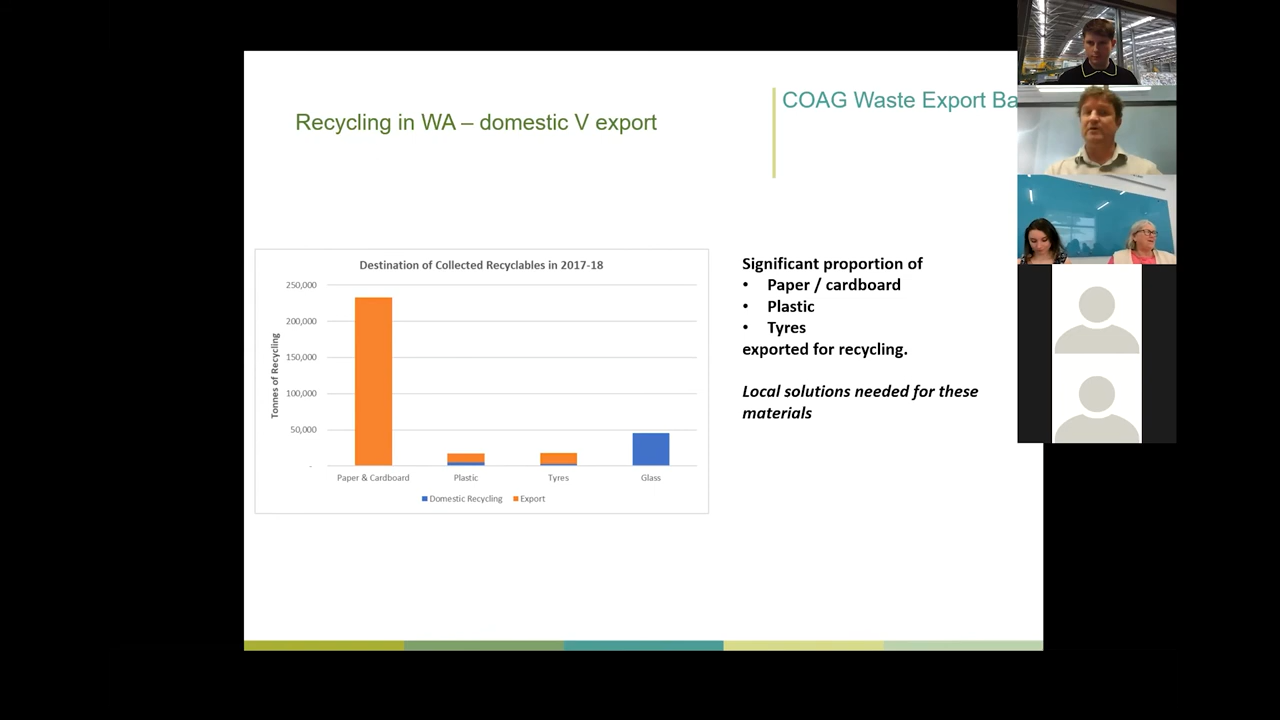 COAG Waste Export Ba
Recycling in WA – domestic V export
Destination of Collected Recyclables in 2017-18
250,000
200,000
150,000
100,000
50,000
-
Tonnes of Recycling
Paper & Cardboard
Plastic
Tyres
Glass
Domestic Recycling
Export
Significant proportion of
• Paper / cardboard
• Plastic
• Tyres
exported for recycling.
Local solutions needed for these
materials